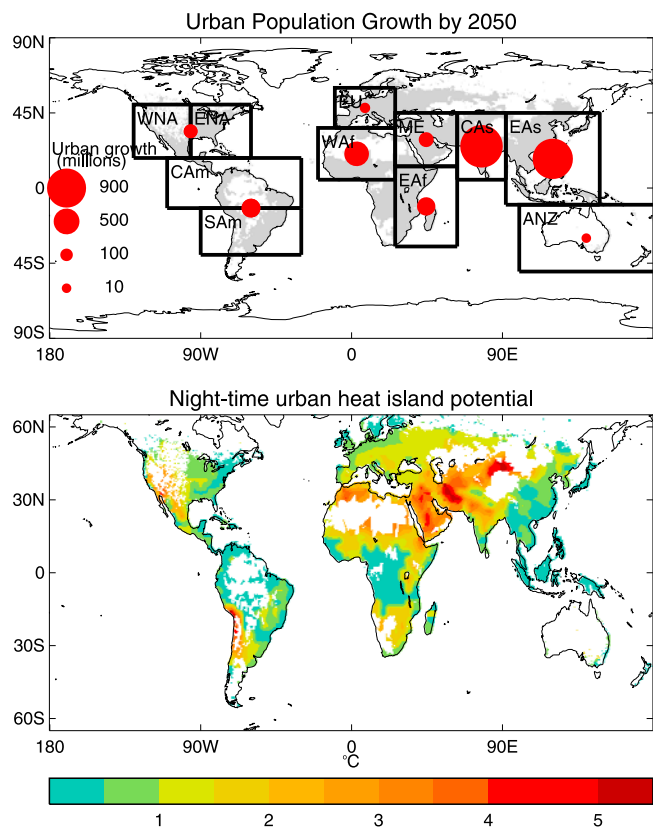 Urban Population Growth by 2050
90N
45N
0
45S
90S
180
90W
0
90E
WNA
ENA
EU
ME
CAs
EAs
WAf
CAm
EAf
SAm
ANZ
Urban growth
(millions)
900
500
100
10
Night-time urban heat island potential
60N
30N
0
30S
60S
180
90W
0
90E
°C
1
2
3
4
5